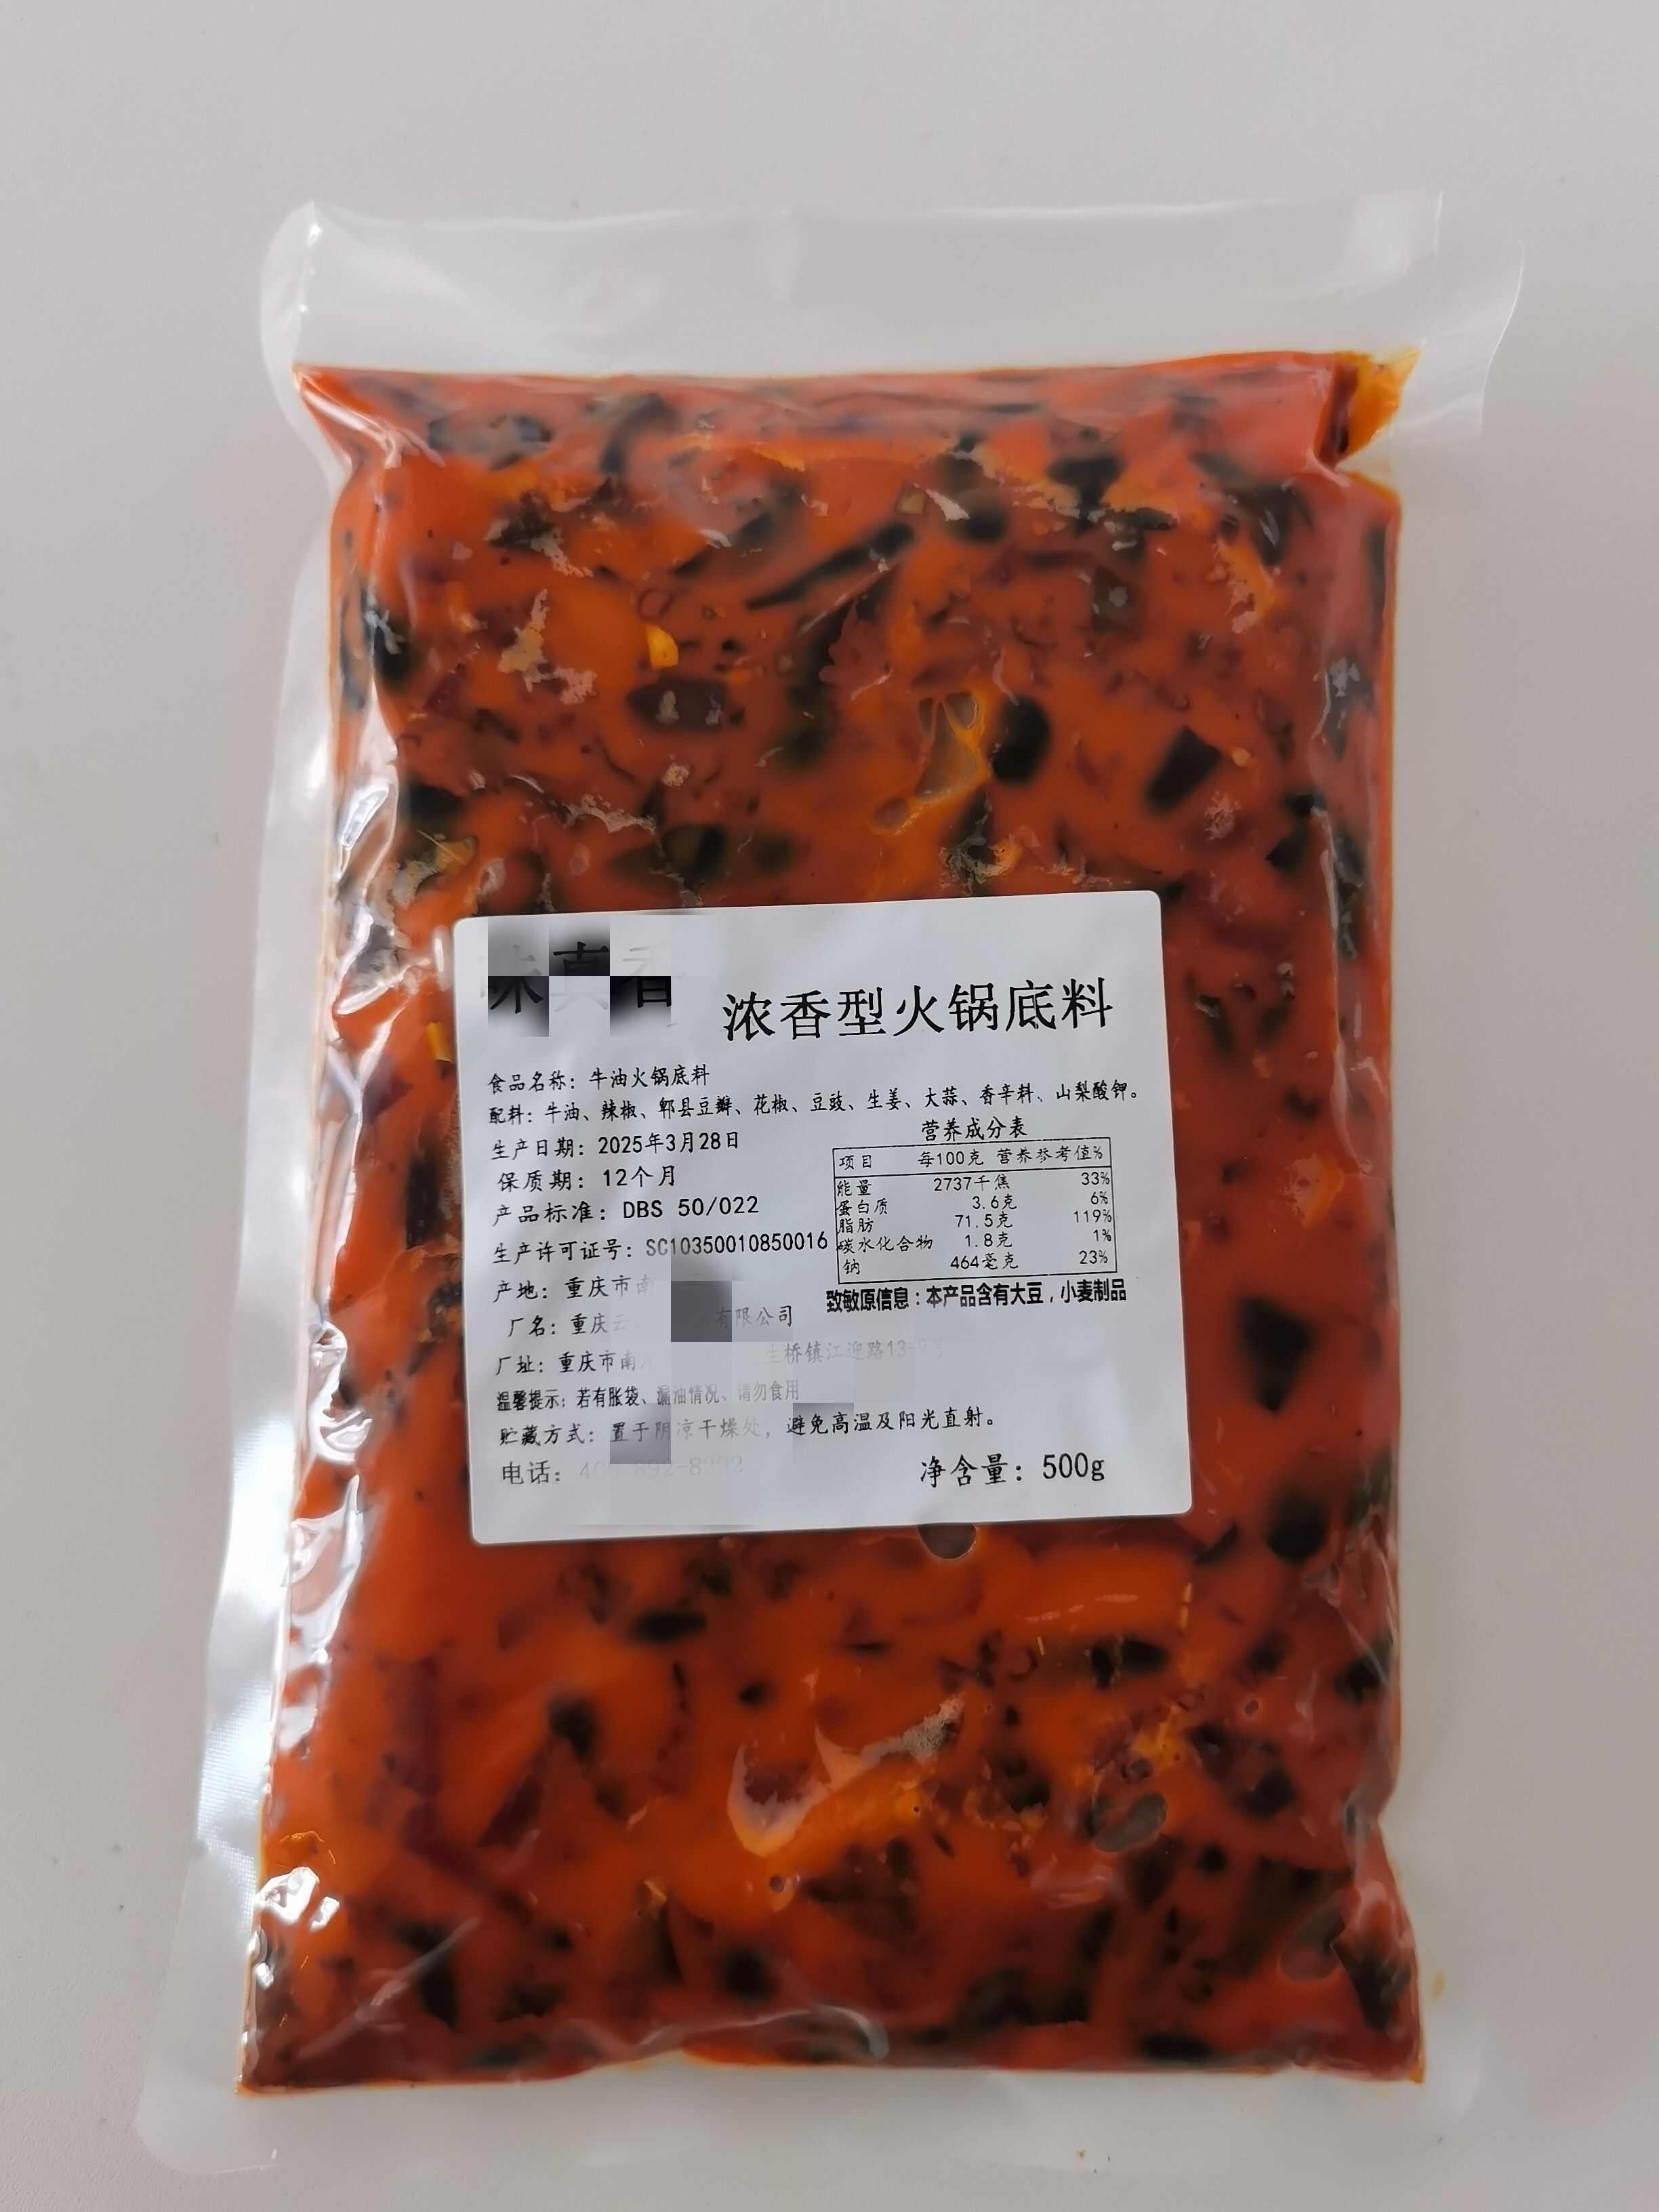 味真香
浓香型火锅底料
食品名称：牛油火锅底料
配料：牛油、辣椒、郫县豆瓣、花椒、豆豉、生姜、大蒜、香辛料、山梨酸钾。
生产日期：2025年3月28日
保质期：12个月
产品标准：DBS 50/022
生产许可证号：SC10350010850016
营养成分表
项目 每100克 营养参考值%
能量 2737千焦 33%
蛋白质 3.6克 6%
脂肪 71.5克 119%
碳水化合物 1.8克 1%
钠 464毫克 23%
致敏原信息：本产品含有大豆，小麦制品
产地：重庆市南
厂名：重庆 有限公司
厂址：重庆市南 桥镇江迎路13
温馨提示：若有胀袋、漏油情况、请勿食用
贮藏方式：置于阴凉干燥处，避免高温及阳光直射。
电话：
净含量：500g